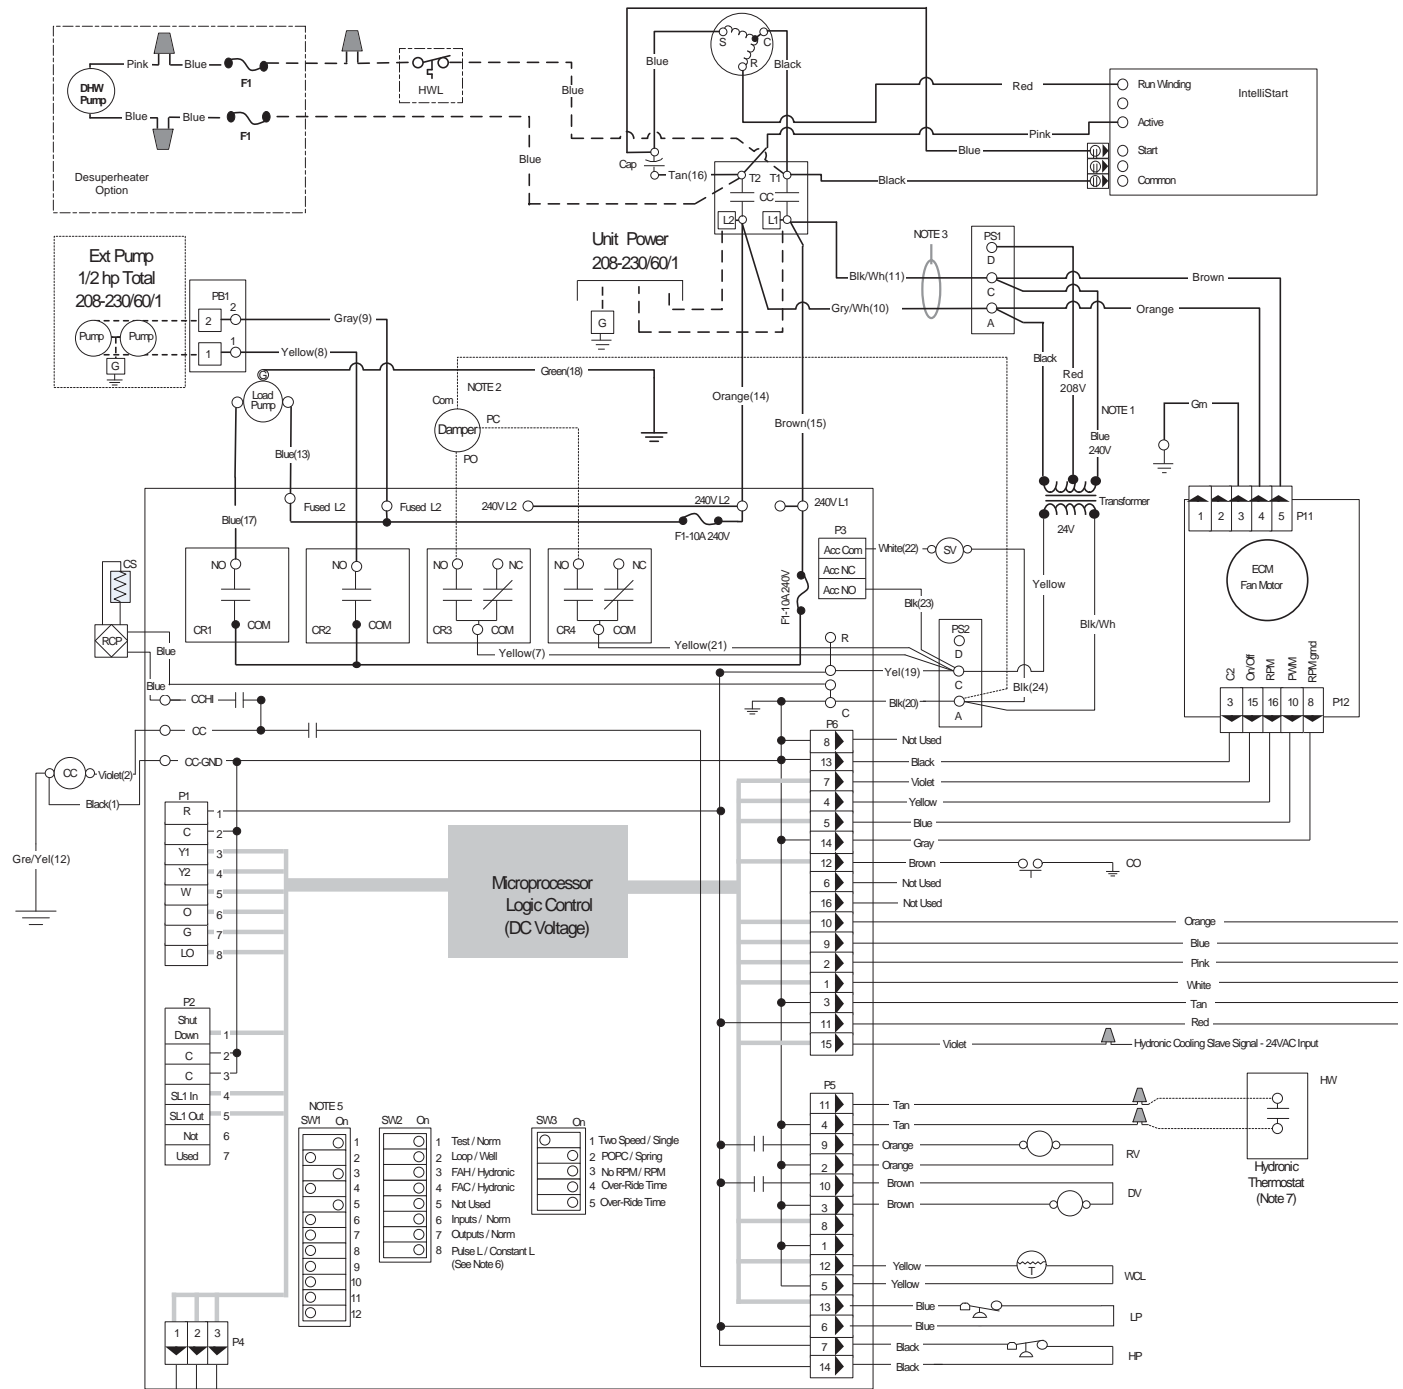 DHW
Pump
Pink
Blue
F1
Blue
Blue
F1
Desuperheater
Option
HWL
Blue
Blue
Blue
S
C
R
Black
Cap
Tan(16)
T2
T1
CC
L2
L1
Red
Pink
Blue
Black
Run Winding
IntelliStart
Active
Start
Common
Ext Pump
1/2 hp Total
208-230/60/1
Pump
Pump
G
PB1
2
2
1
1
Gray(9)
Yellow(8)
Unit Power
208-230/60/1
G
NOTE 3
Blk/Wh(11)
Gry/Wh(10)
PS1
D
C
A
Brown
Orange
Black
Red
208V
NOTE 1
Blue
240V
Transformer
24V
Grn
G
Green(18)
Load
Pump
Blue(13)
NOTE 2
Com
Damper
PC
PO
Orange(14)
Brown(15)
Blue(17)
Fused L2
Fused L2
240V L2
240V L2
240V L1
F1-10A 240V
F1-10A 240V
NO
CR1
COM
NO
CR2
COM
NO
NC
CR3
COM
NO
NC
CR4
COM
P3
Acc Com
Acc NC
Acc NO
White(22)
SV
Blk(23)
Yellow
Blk/Wh
1
2
3
4
5
P11
ECM
Fan Motor
C2
On/Off
RPM
PWM
RPM gmd
3
15
16
10
8
P12
CS
RCP
Blue
Blue
CCHI
CC
CC-GND
CC
Violet(2)
Black(1)
Gre/Yel(12)
Yellow(21)
Yellow(7)
R
Yel(19)
Blk(20)
C
PS2
D
C
A
Blk(24)
P1
R 1
C 2
Y1 3
Y2 4
W 5
O 6
G 7
LO 8
P2
Shut
Down 1
C 2
C 3
SL1 In 4
SL1 Out 5
Not 6
Used 7
Microprocessor
Logic Control
(DC Voltage)
P6
8 Not Used
13 Black
7 Violet
4 Yellow
5 Blue
14 Gray
12 Brown CO
6 Not Used
16 Not Used
10 Orange
9 Blue
2 Pink
1 White
3 Tan
11 Red
15 Violet Hydronic Cooling Slave Signal - 24VAC Input
P5
11 Tan
4 Tan
9 Orange
2 Orange
RV
10 Brown
3 Brown
DV
8
1
12 Yellow
5 Yellow
T
WCL
13 Blue
6 Blue
LP
7 Black
14 Black
HP
HW
Hydronic
Thermostat
(Note 7)
NOTE 5
SW1 On
1
2
3
4
5
6
7
8
9
10
11
12
SW2 On
1 Test / Norm
2 Loop / Well
3 FAH / Hydronic
4 FAC / Hydronic
5 Not Used
6 Inputs / Norm
7 Outputs / Norm
8 Pulse L / Constant L
(See Note 6)
SW3 On
1 Two Speed / Single
2 POPC / Spring
3 No RPM / RPM
4 Over-Ride Time
5 Over-Ride Time
1
2
3
P4